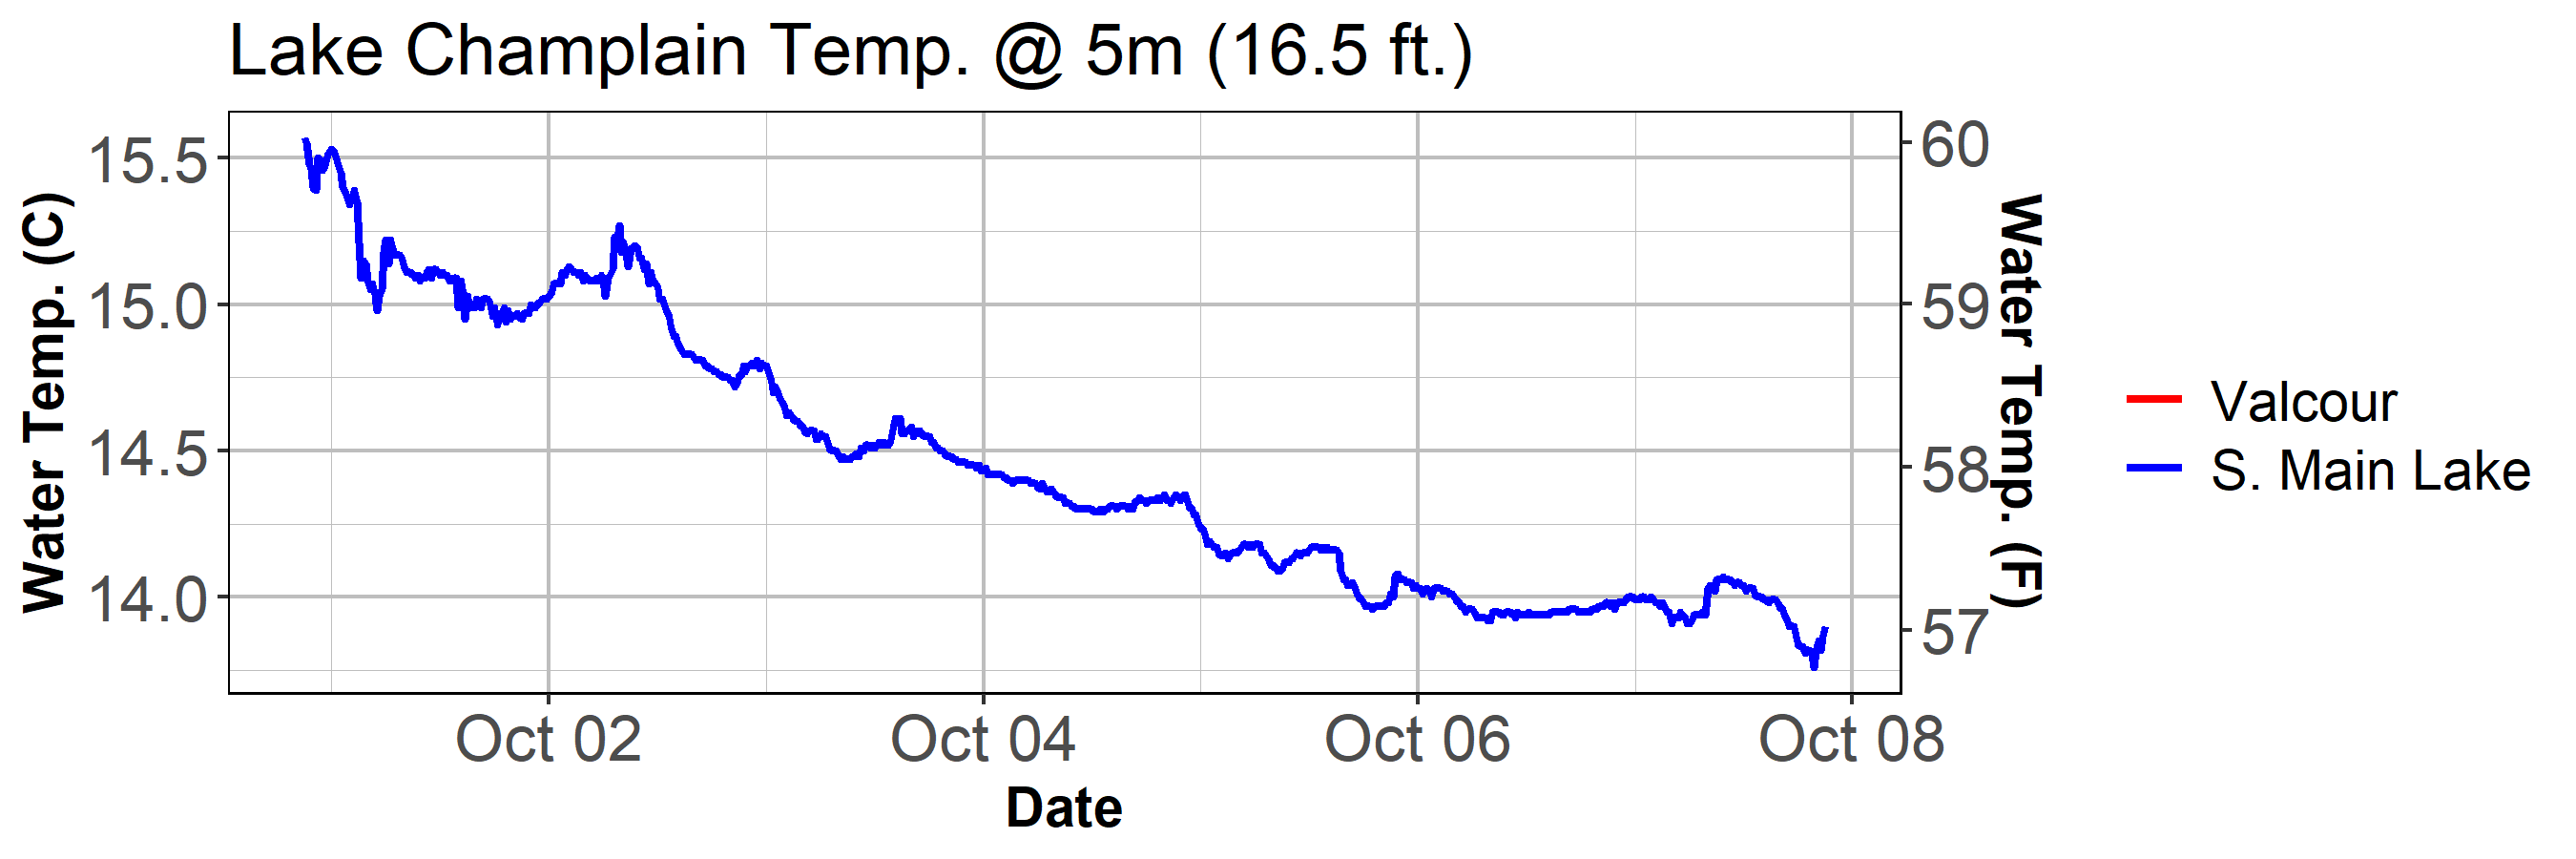 Lake Champlain Temp. @ 5m (16.5 ft.)
Water Temp. (C)
15.5
15.0
14.5
14.0
60
59
58
57
Water Temp. (F)
Oct 02 Oct 04 Oct 06 Oct 08
Date
Valcour
S. Main Lake